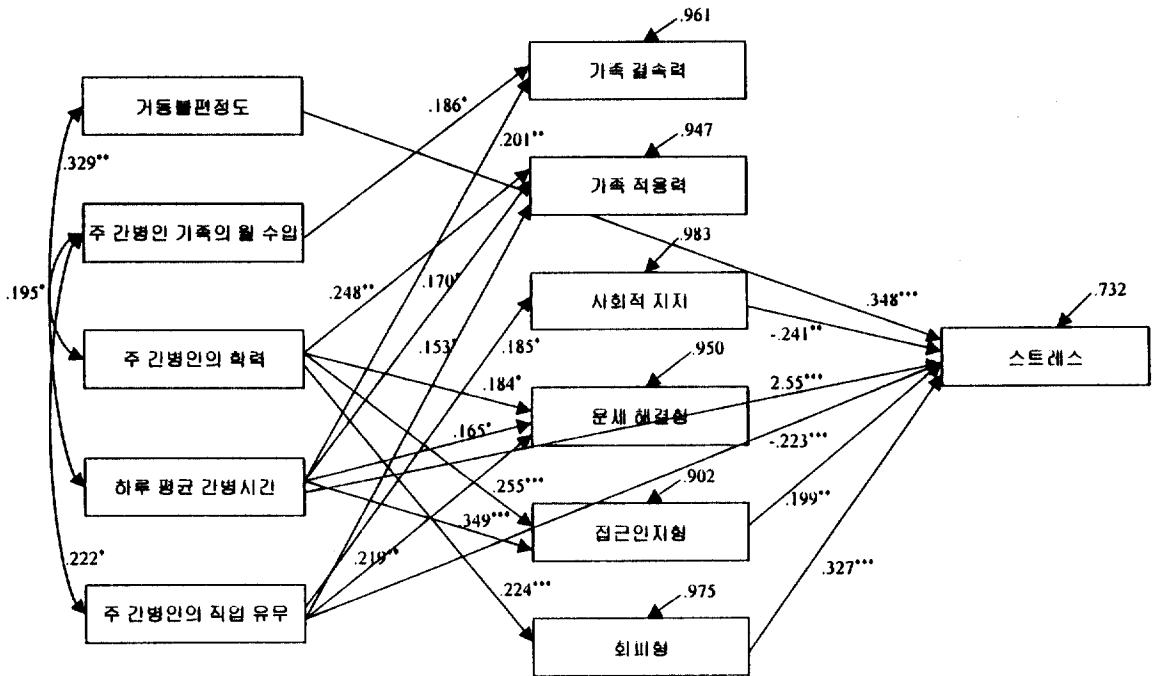 .961
가족 결속력
거동불편정도
.186*
.201**
.947
.329**
가족 적응력
주 간병인 가족의 월 수입
.983
.195*
.248**
.170*
사회적 지지
.348***
.732
-.241**
주 간병인의 학력
.153*
.185*
.950
스트레스
.184*
2.55***
문제 해결형
.165*
-.223***
하루 평균 간병시간
.255***
.902
.349***
.199**
접근인지형
.222*
.219**
.327***
.224***
.975
주 간병인의 직업 유무
회피형